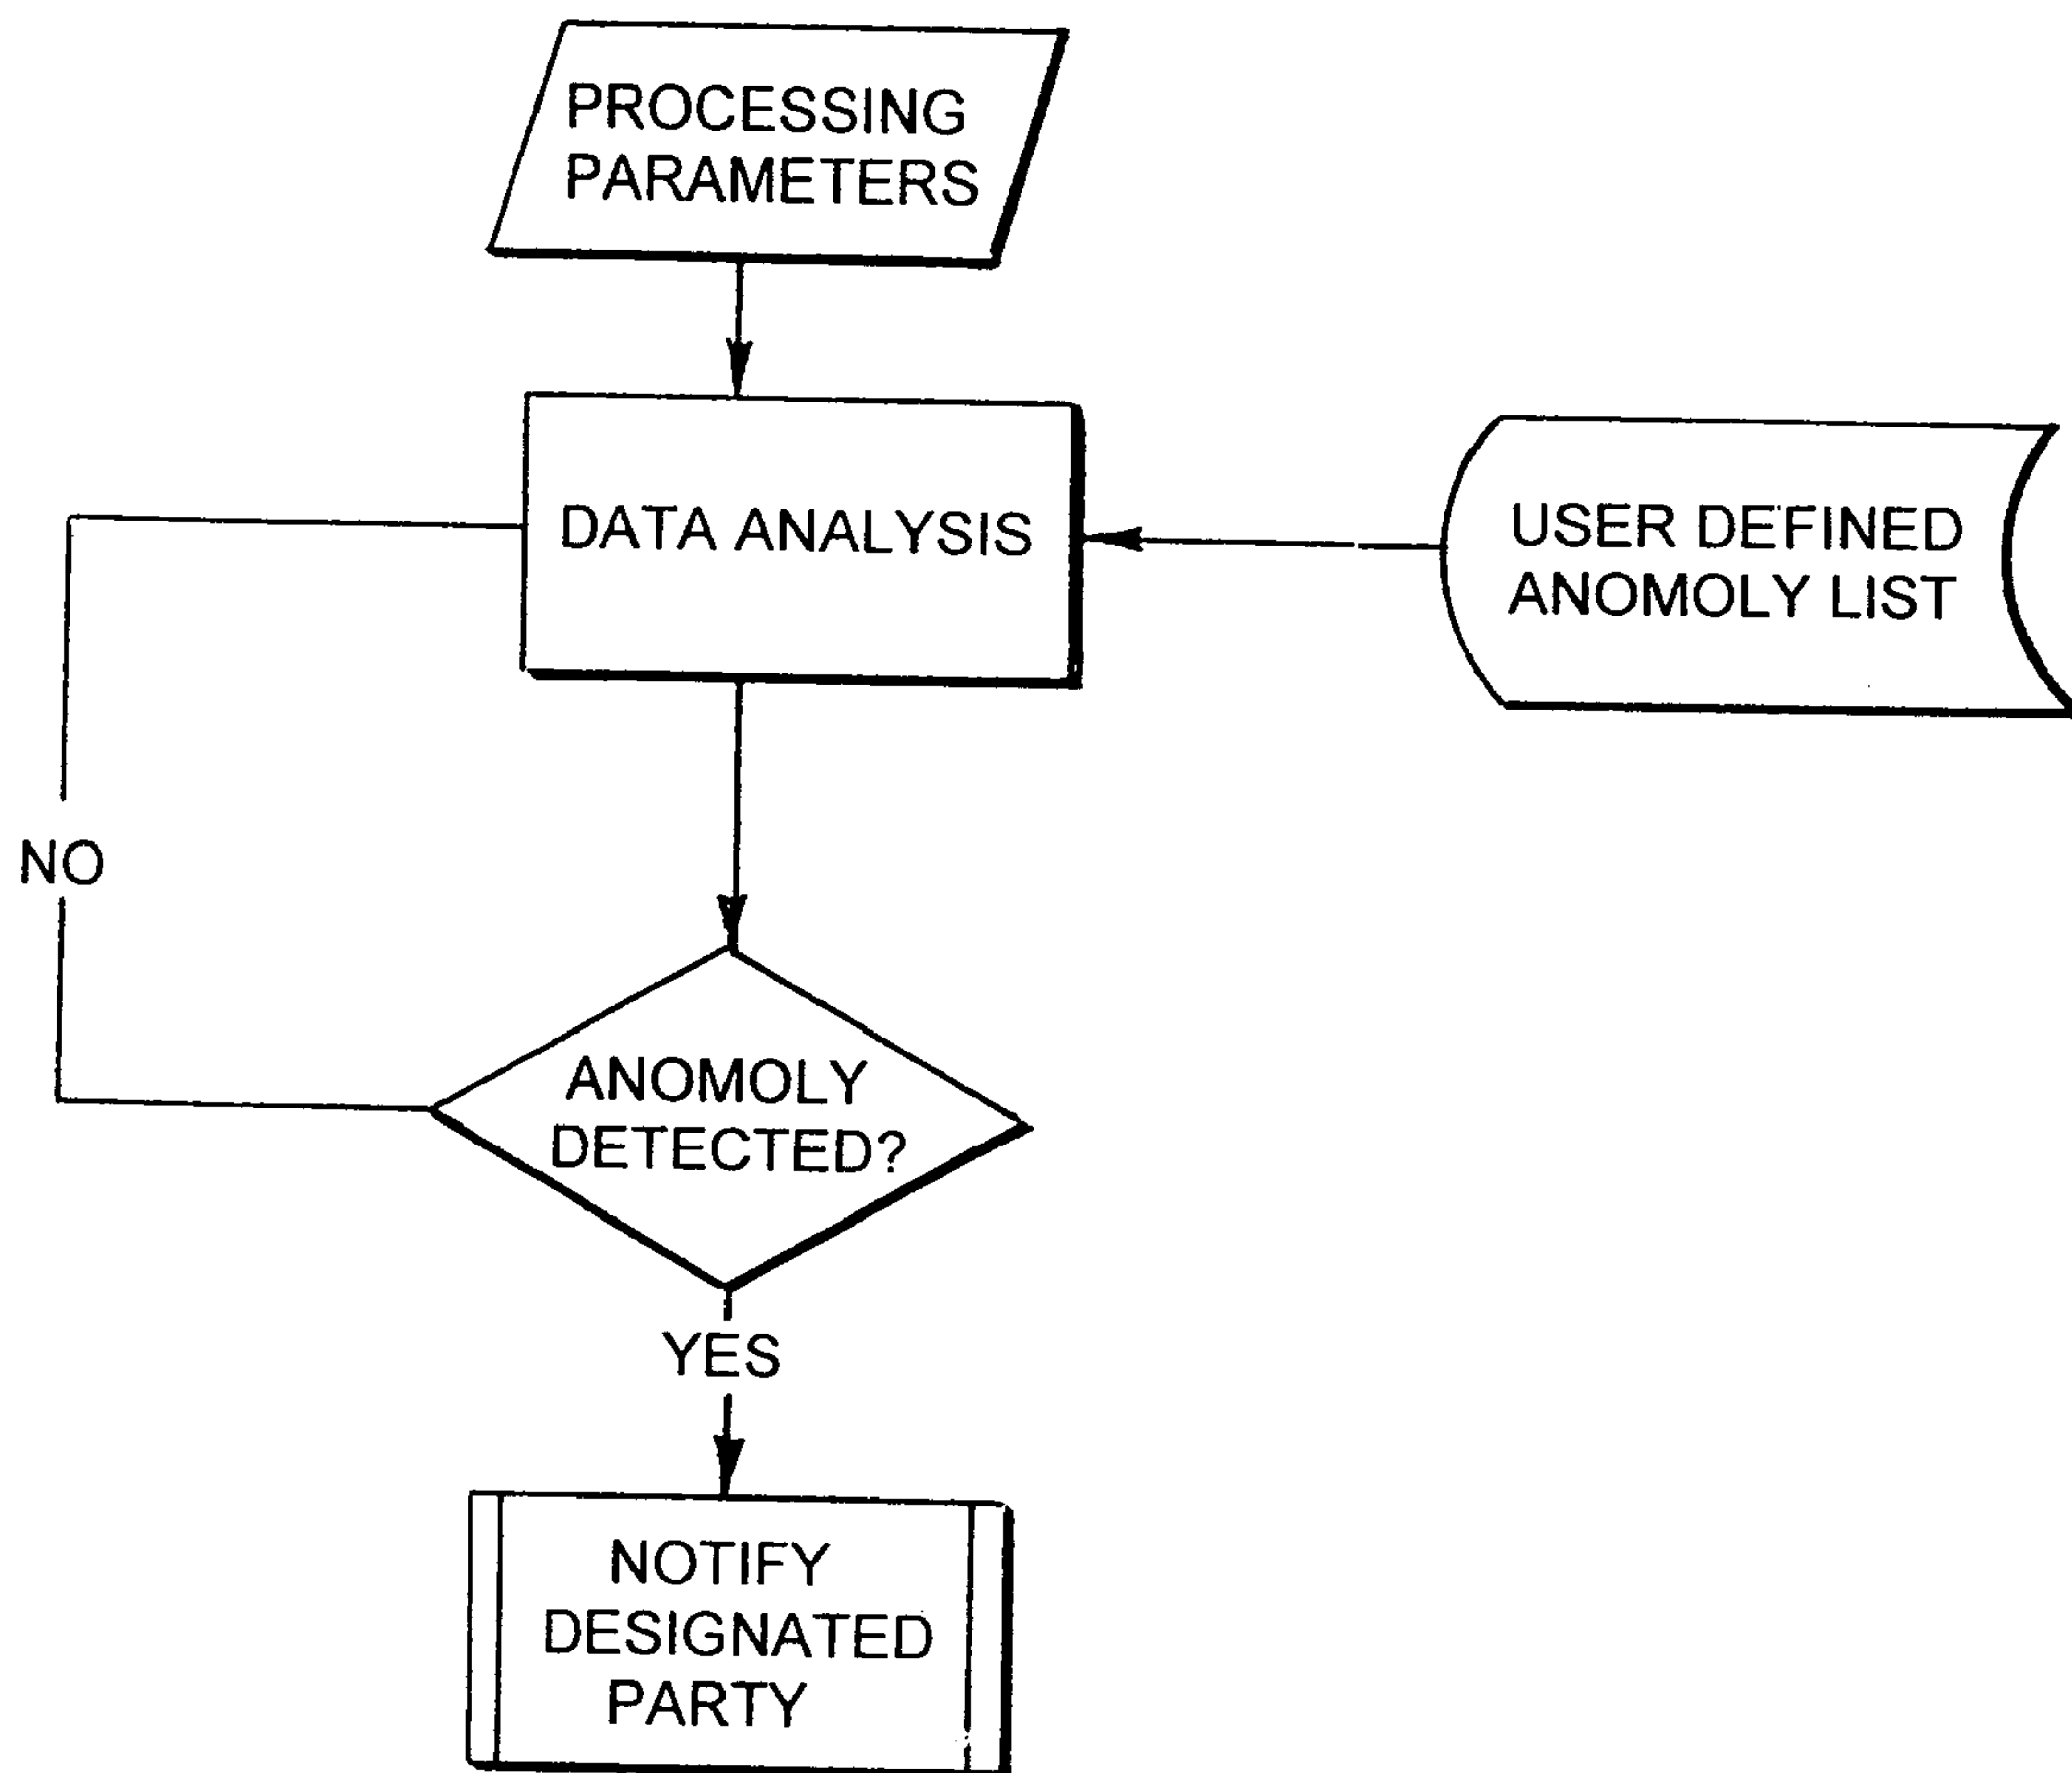 PROCESSING
PARAMETERS
DATA ANALYSIS
USER DEFINED
ANOMOLY LIST
NO
ANOMOLY
DETECTED?
YES
NOTIFY
DESIGNATED
PARTY